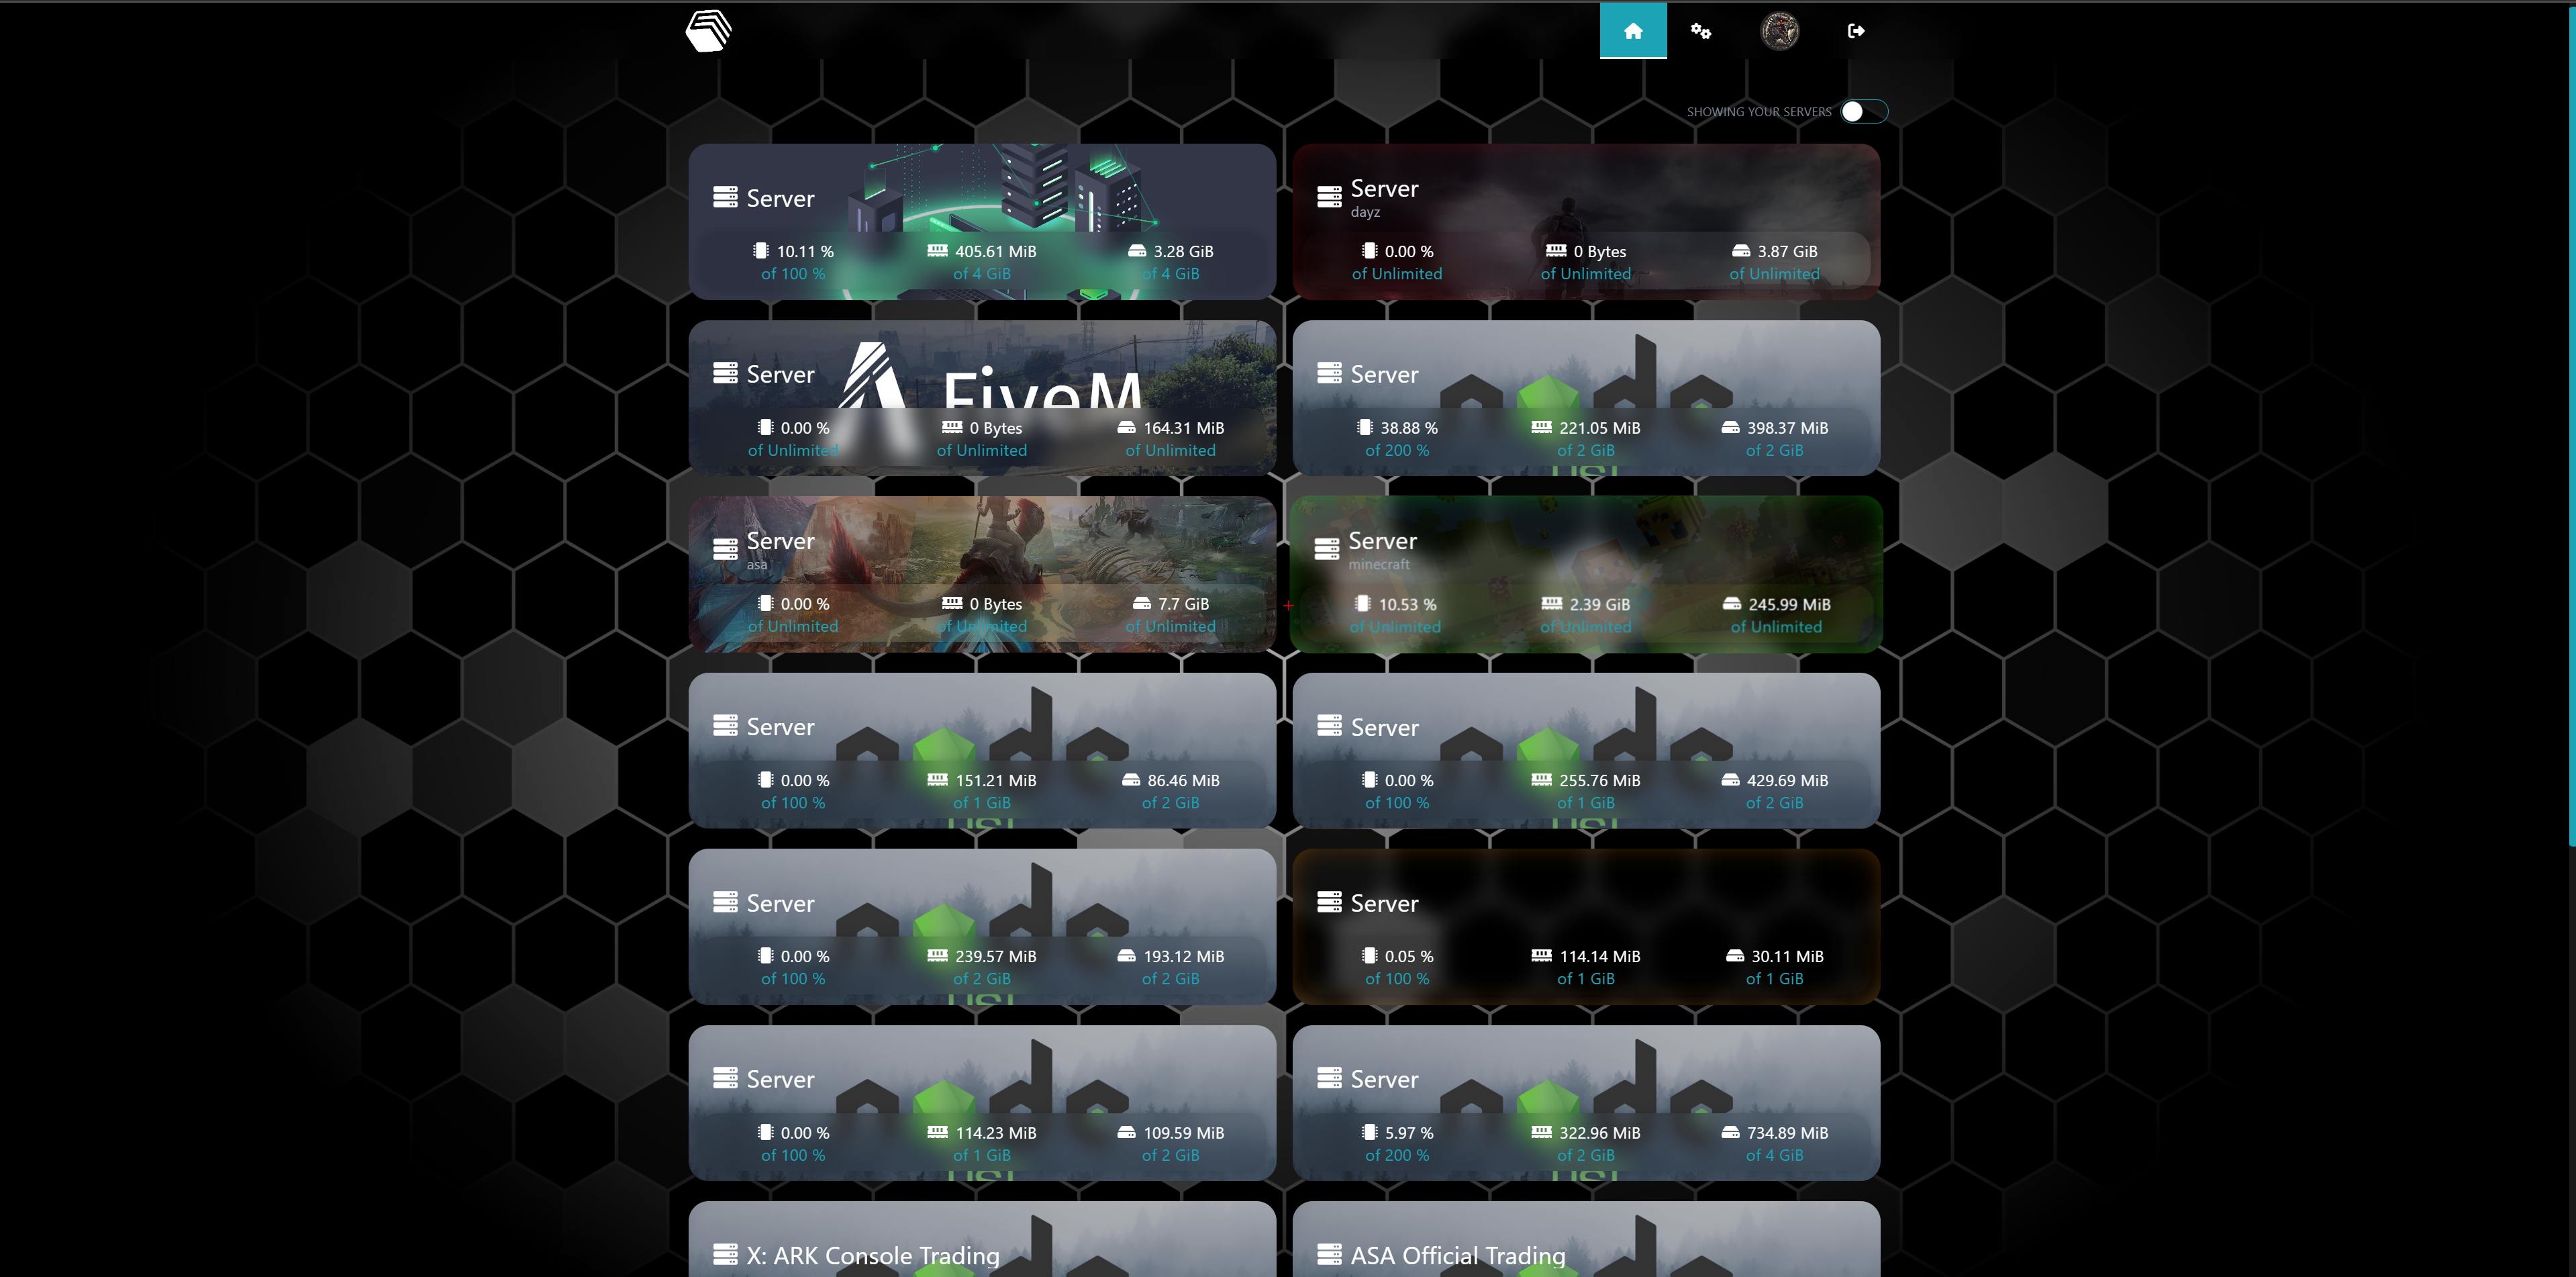 SHOWING YOUR SERVERS
Server
10.11 %
405.61 MiB
3.28 GiB
of 100 %
of 4 GiB
of 4 GiB
Server
dayz
0.00 %
0 Bytes
3.87 GiB
of Unlimited
of Unlimited
of Unlimited
Server
FiveM
0.00 %
0 Bytes
164.31 MiB
of Unlimited
of Unlimited
of Unlimited
Server
node
38.88 %
221.05 MiB
398.37 MiB
of 200 %
of 2 GiB
of 2 GiB
Server
asa
0.00 %
0 Bytes
7.7 GiB
of Unlimited
of Unlimited
of Unlimited
Server
minecraft
10.53 %
2.39 GiB
245.99 MiB
of Unlimited
of Unlimited
of Unlimited
Server
node
0.00 %
151.21 MiB
86.46 MiB
of 100 %
of 1 GiB
of 2 GiB
Server
node
0.00 %
255.76 MiB
429.69 MiB
of 100 %
of 1 GiB
of 2 GiB
Server
node
0.00 %
239.57 MiB
193.12 MiB
of 100 %
of 2 GiB
of 2 GiB
Server
0.05 %
114.14 MiB
30.11 MiB
of 100 %
of 1 GiB
of 1 GiB
Server
node
0.00 %
114.23 MiB
109.59 MiB
of 100 %
of 1 GiB
of 2 GiB
Server
node
5.97 %
322.96 MiB
734.89 MiB
of 200 %
of 2 GiB
of 4 GiB
X: ARK Console Trading
ASA Official Trading